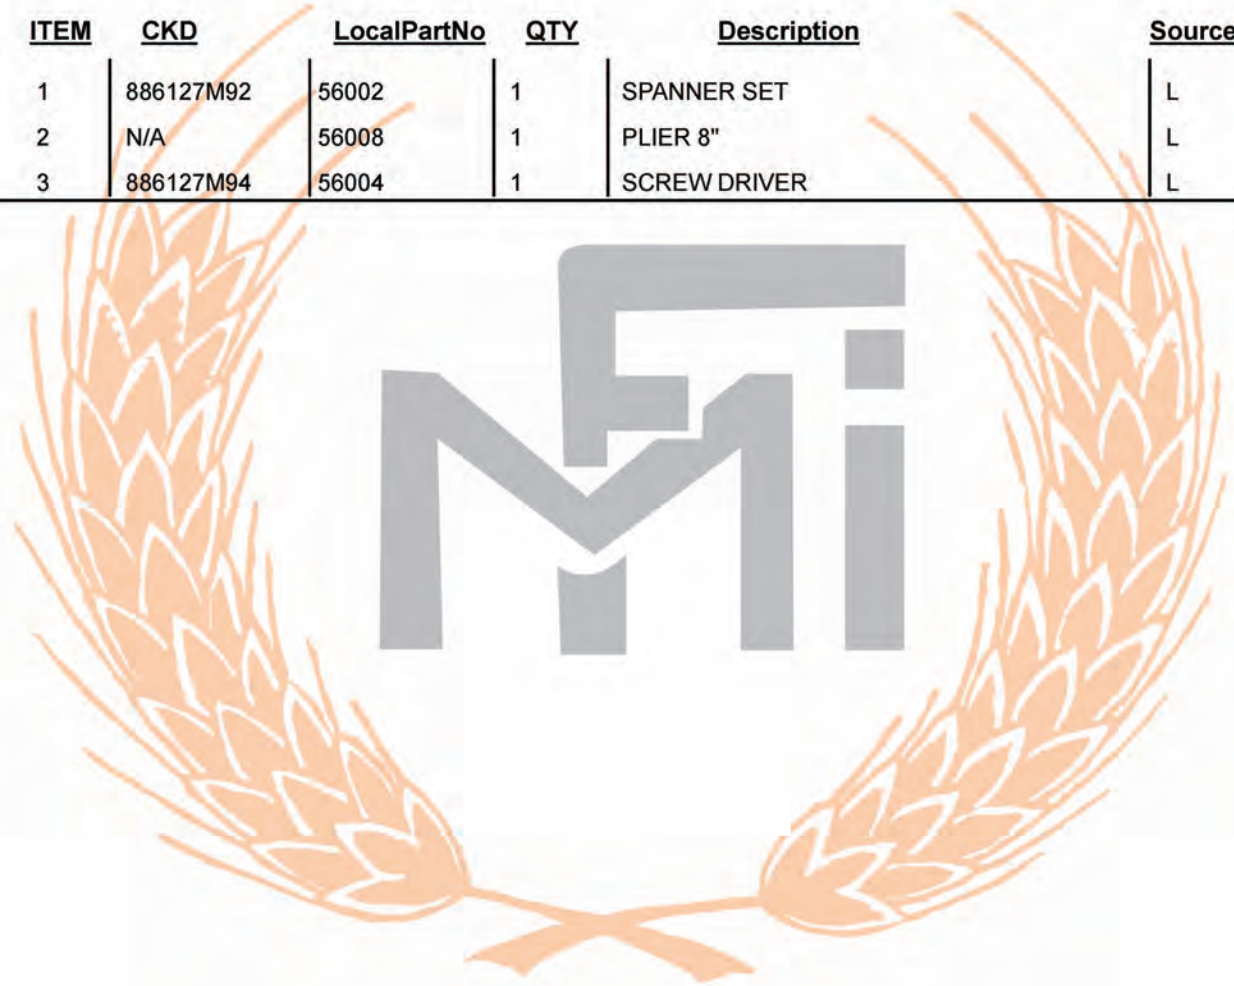 ITEM CKD LocalPartNo QTY Description Source
1 886127M92 56002 1 SPANNER SET L
2 N/A 56008 1 PLIER 8" L
3 886127M94 56004 1 SCREW DRIVER L
MFi